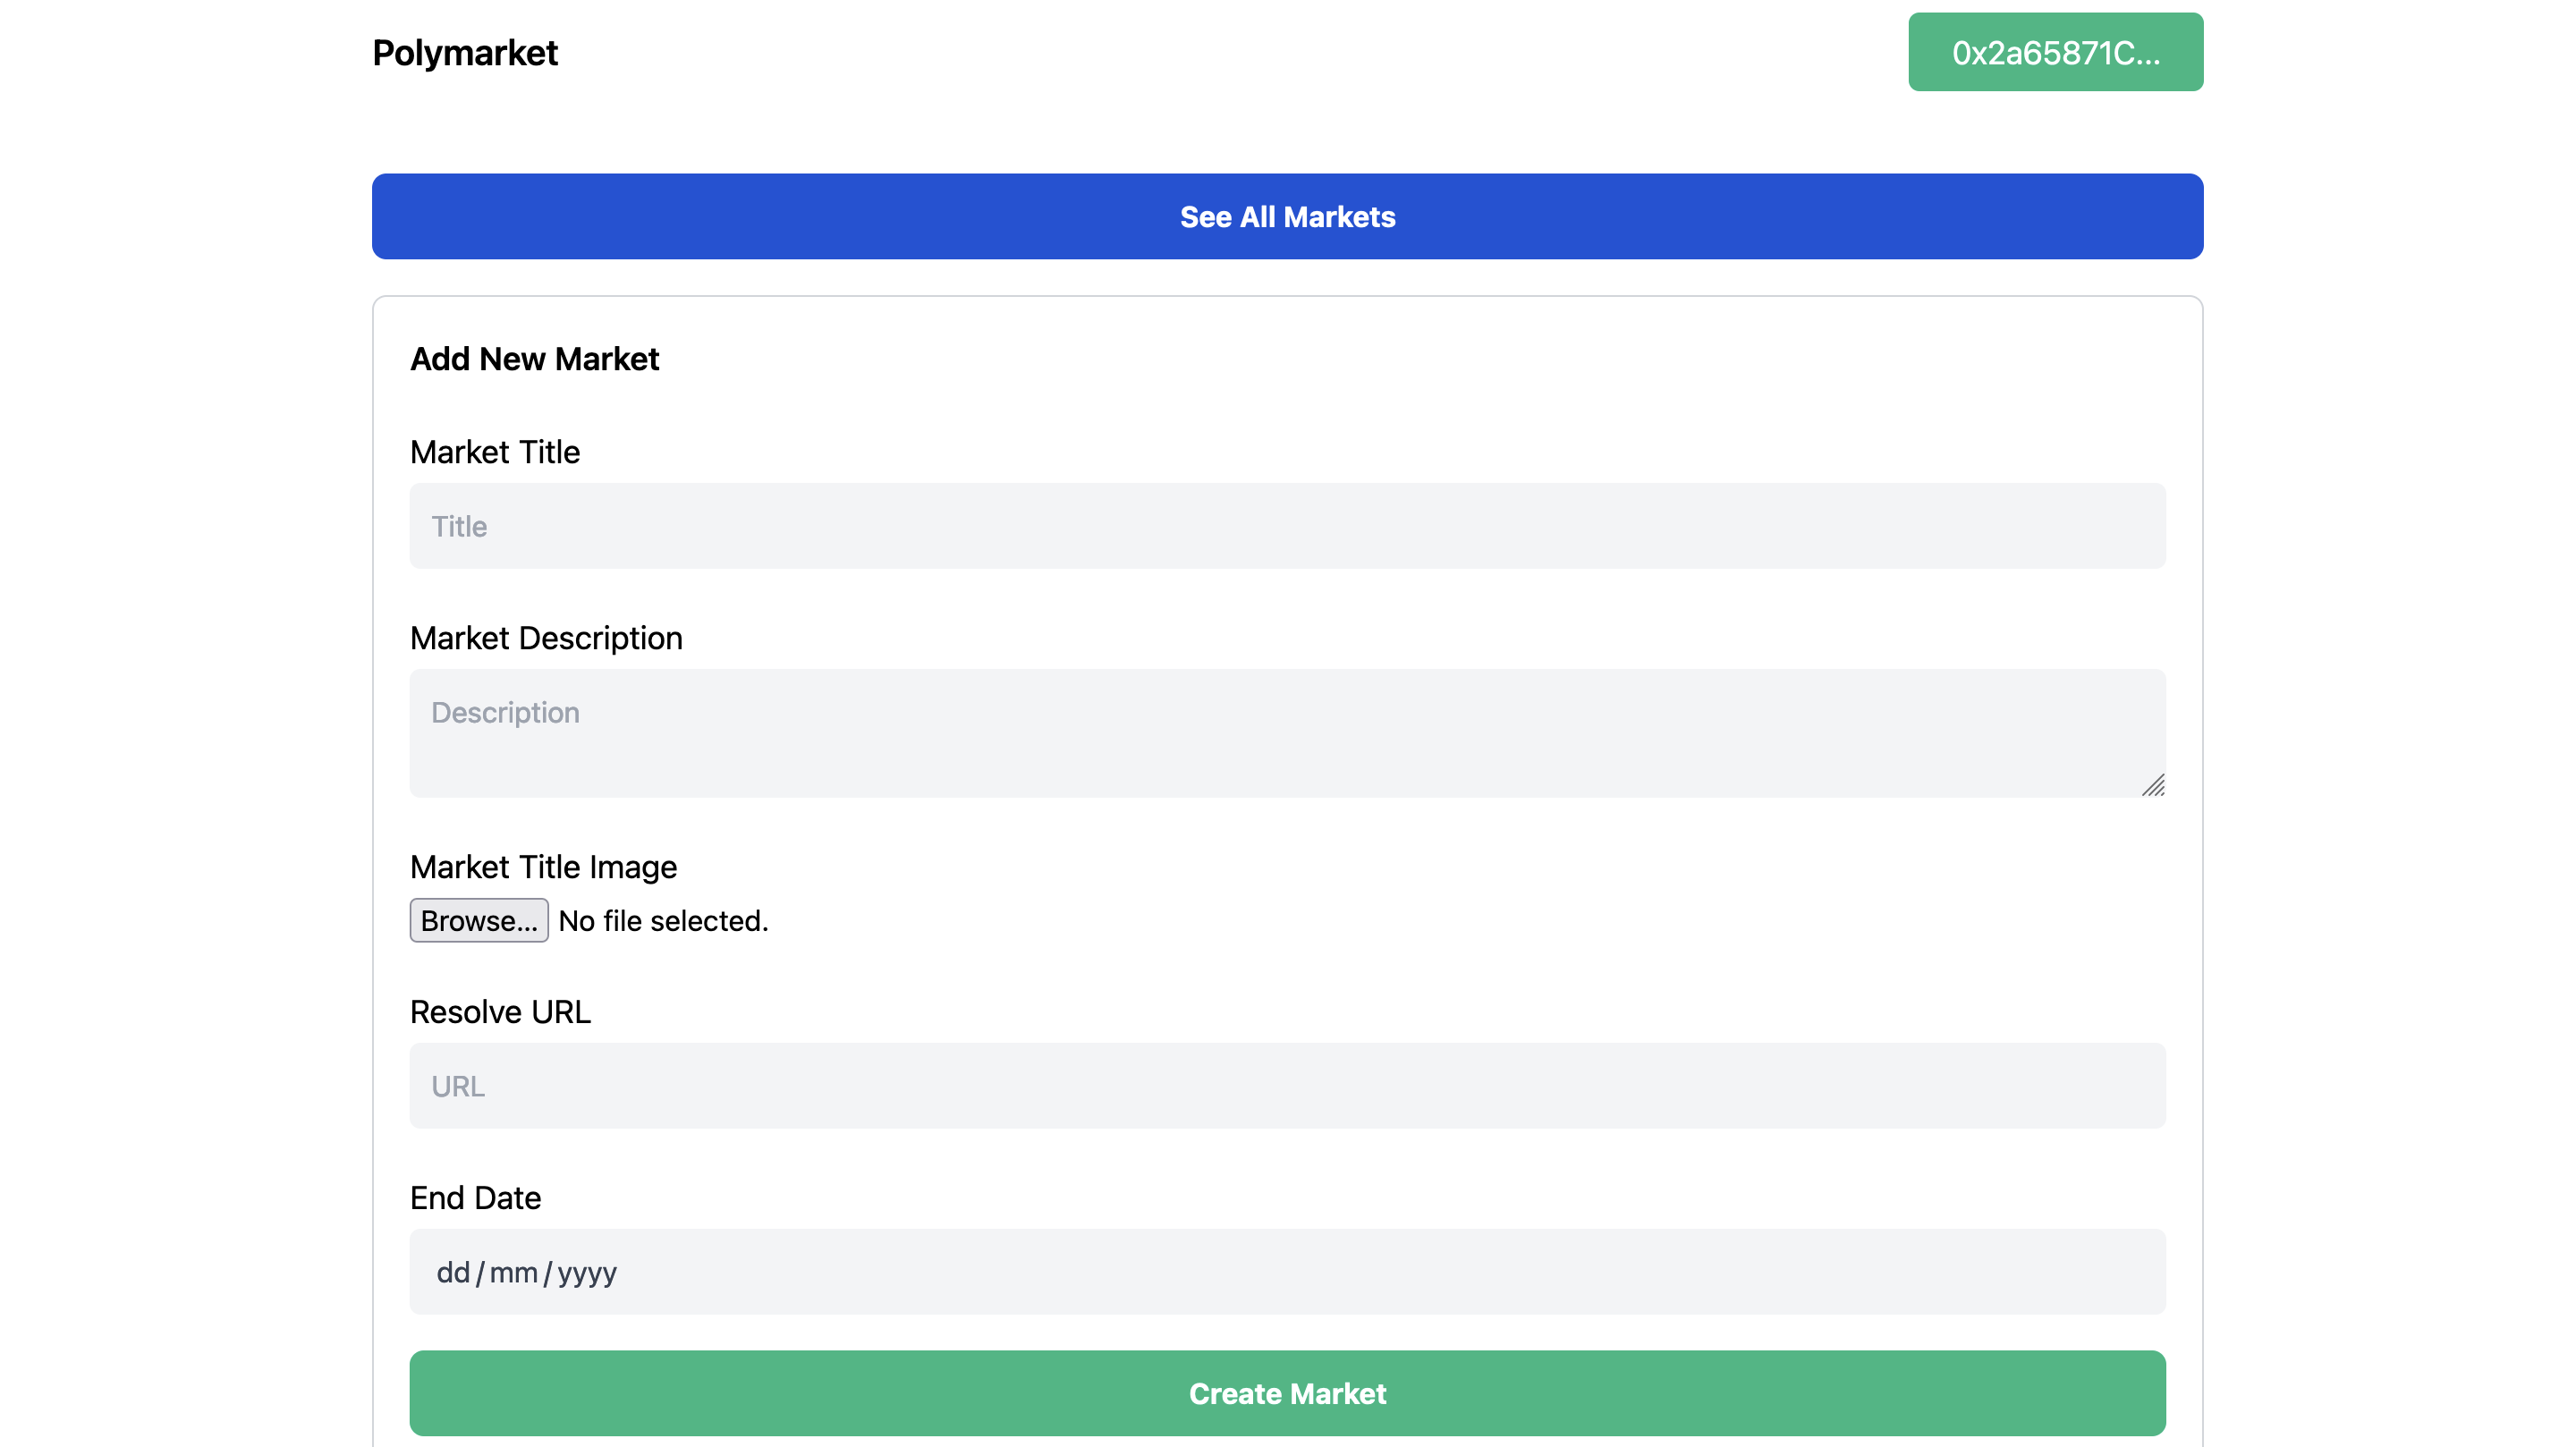 Polymarket
0x2a65871C...
See All Markets
Add New Market
Market Title
Title
Market Description
Description
Market Title Image
Browse... No file selected.
Resolve URL
URL
End Date
dd/mm/yyyy
Create Market